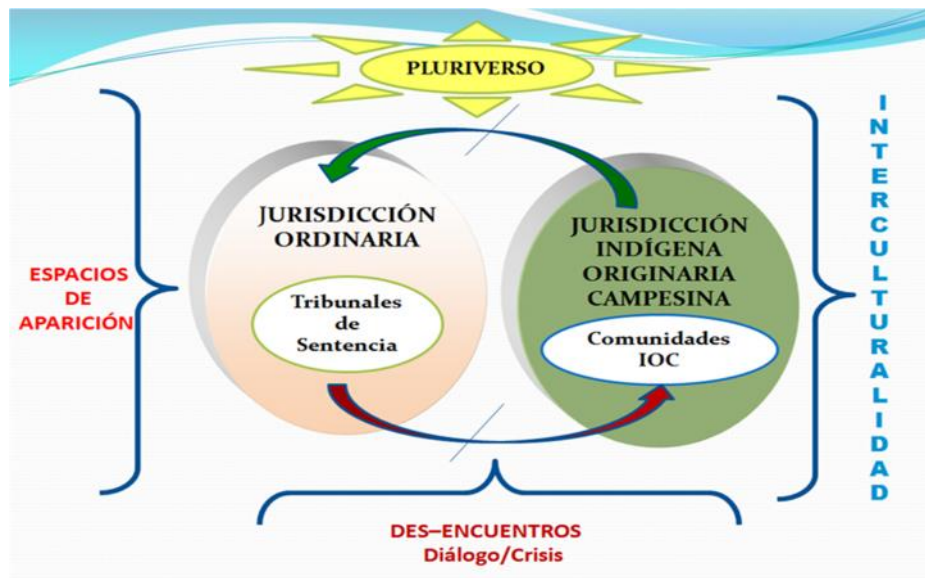 PLURIVERSO
JURISDICCIÓN
ORDINARIA
Tribunales
de
Sentencia
JURISDICCIÓN
INDÍGENA
ORIGINARIA
CAMPESINA
Comunidades
IOC
ESPACIOS
DE
APARICIÓN
INTERCULTURALIDAD
DES–ENCUENTROS
Diálogo/Crisis